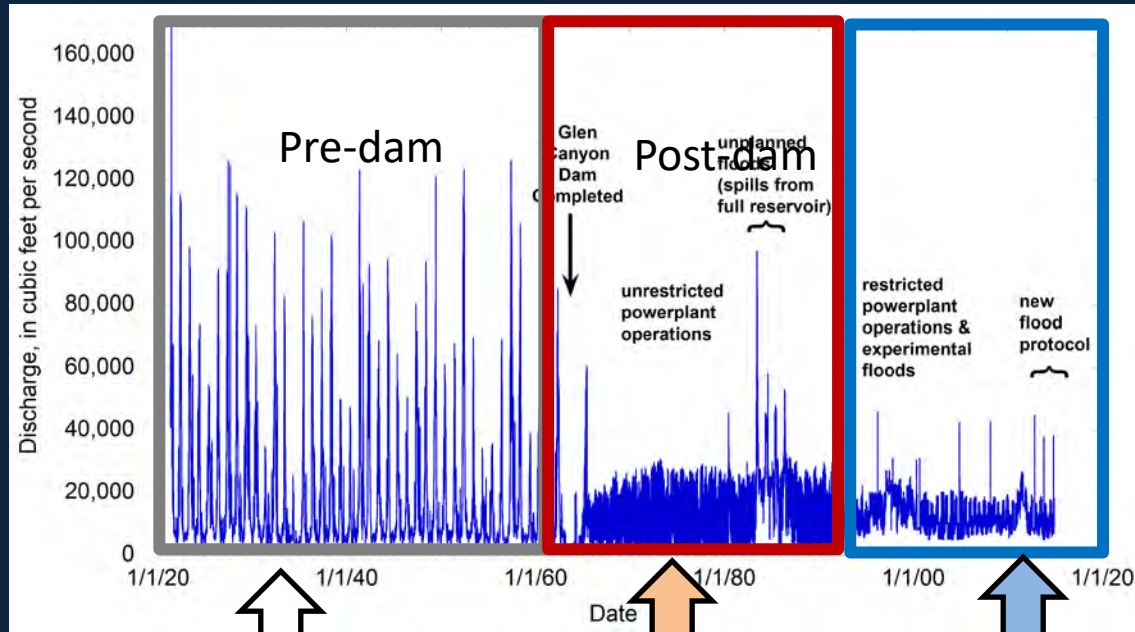 160,000
140,000
120,000
100,000
80,000
60,000
40,000
20,000
0
Discharge, in cubic feet per second
Pre-dam
Glen
Canyon
Dam
Completed
Post-dam
unplanned
floods
(spills from
full reservoir)
unrestricted
powerplant
operations
restricted
powerplant
operations &
experimental
floods
new
flood
protocol
1/1/20
1/1/40
1/1/60
1/1/80
1/1/00
1/1/20
Date